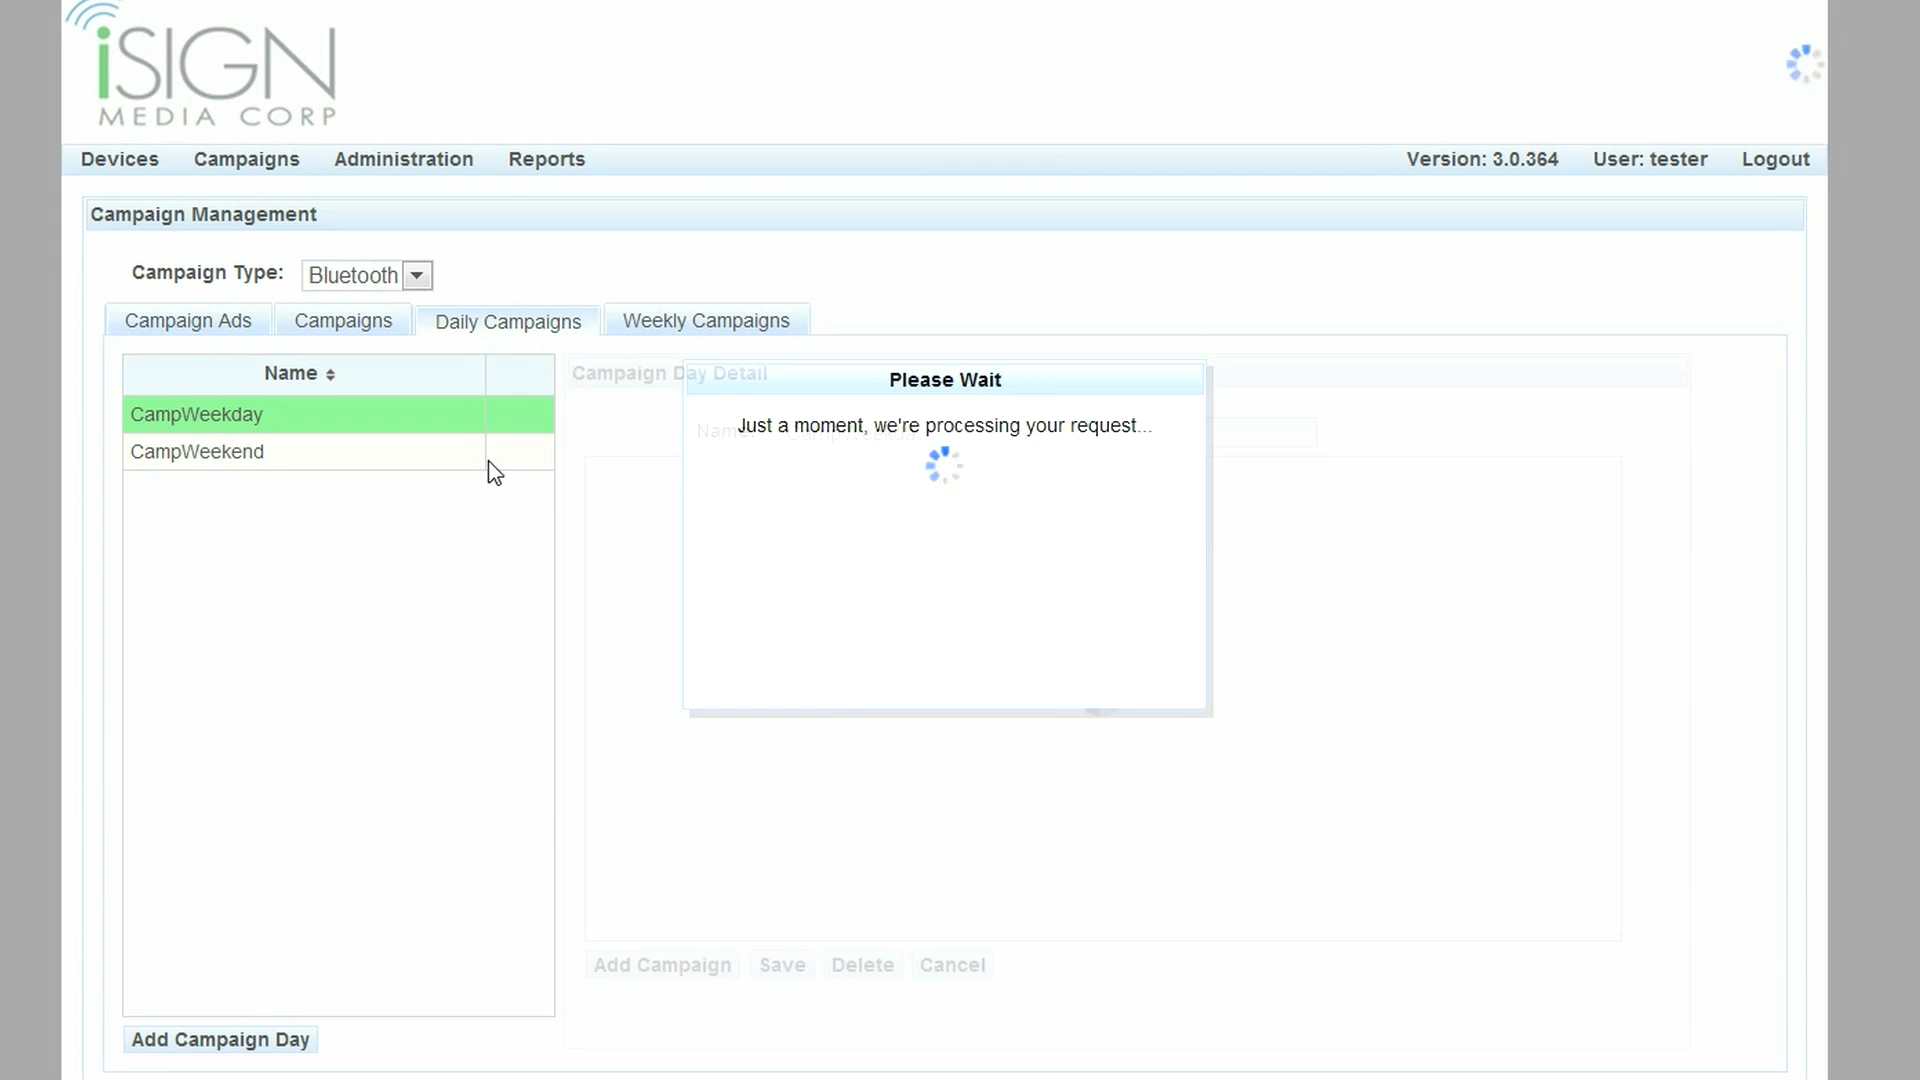 iSIGN
MEDIA CORP
Devices Campaigns Administration Reports Version: 3.0.364 User: tester Logout
Campaign Management
Campaign Type: Bluetooth
Campaign Ads Campaigns Daily Campaigns Weekly Campaigns
Name
CampWeekday
CampWeekend
Campaign Day Detail
Please Wait
Name:
Just a moment, we're processing your request...
Add Campaign Save Delete Cancel
Add Campaign Day